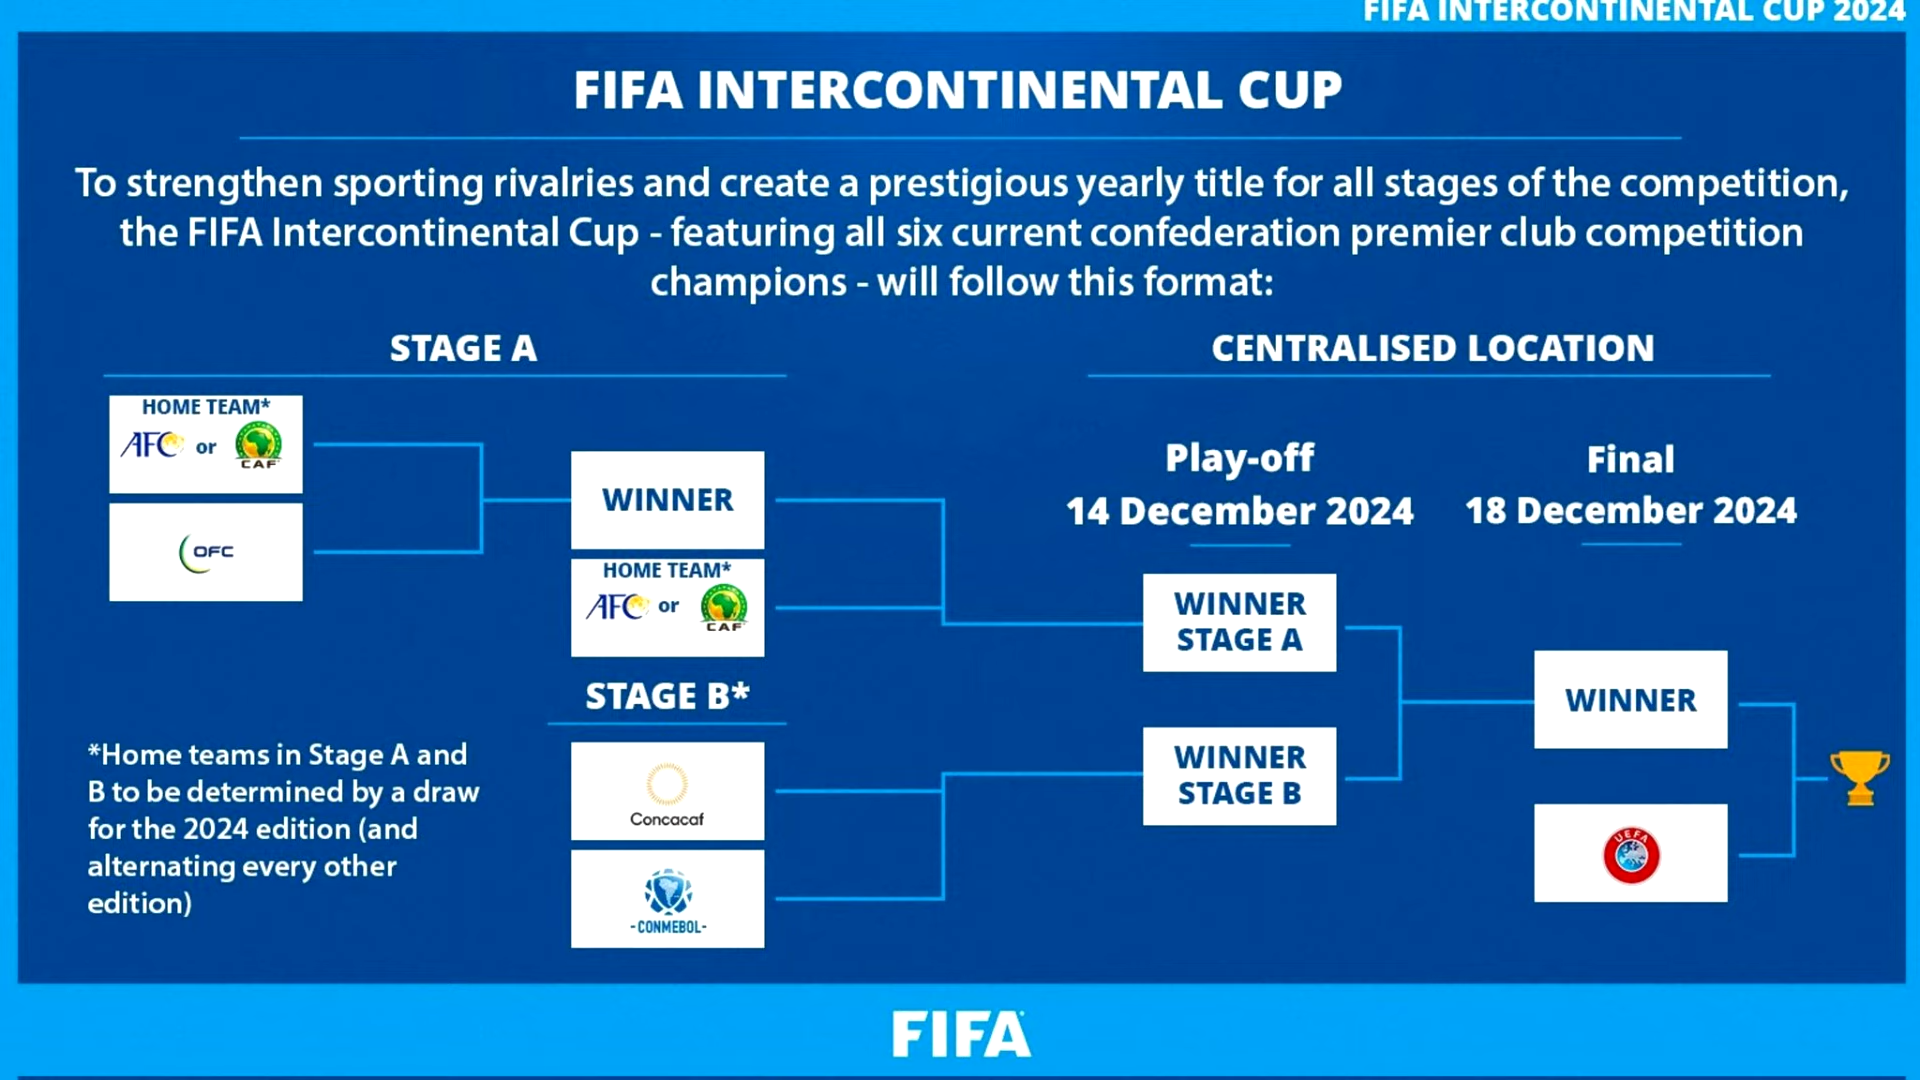 FIFA INTERCONTINENTAL CUP 2024
FIFA INTERCONTINENTAL CUP
To strengthen sporting rivalries and create a prestigious yearly title for all stages of the competition,
the FIFA Intercontinental Cup - featuring all six current confederation premier club competition
champions - will follow this format:
STAGE A
HOME TEAM*
AFC or CAF
OFC
WINNER
HOME TEAM*
AFC or CAF
STAGE B*
Concacaf
-CONMEBOL-
*Home teams in Stage A and
B to be determined by a draw
for the 2024 edition (and
alternating every other
edition)
CENTRALISED LOCATION
Play-off
14 December 2024
WINNER
STAGE A
WINNER
STAGE B
Final
18 December 2024
WINNER
UEFA
FIFA